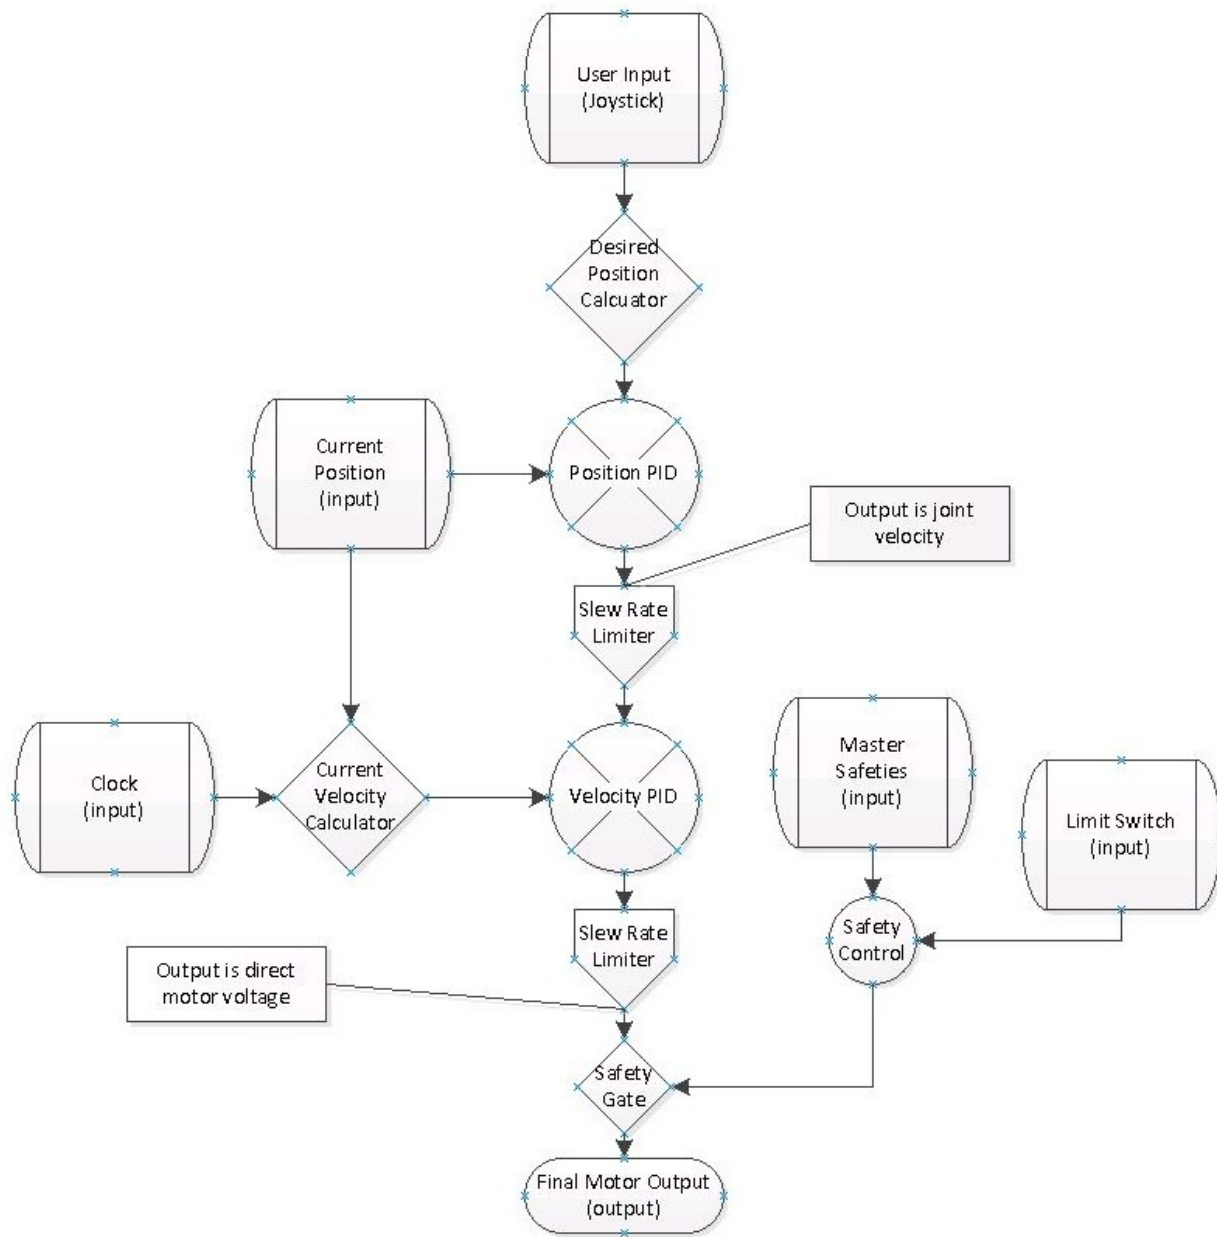 User Input
(Joystick)
Desired
Position
Calcuator
Current
Position
(input)
Position PID
Output is joint
velocity
Slew Rate
Limiter
Clock
(input)
Current
Velocity
Calculator
Velocity PID
Master
Safeties
(input)
Limit Switch
(input)
Slew Rate
Limiter
Safety
Control
Output is direct
motor voltage
Safety
Gate
Final Motor Output
(output)